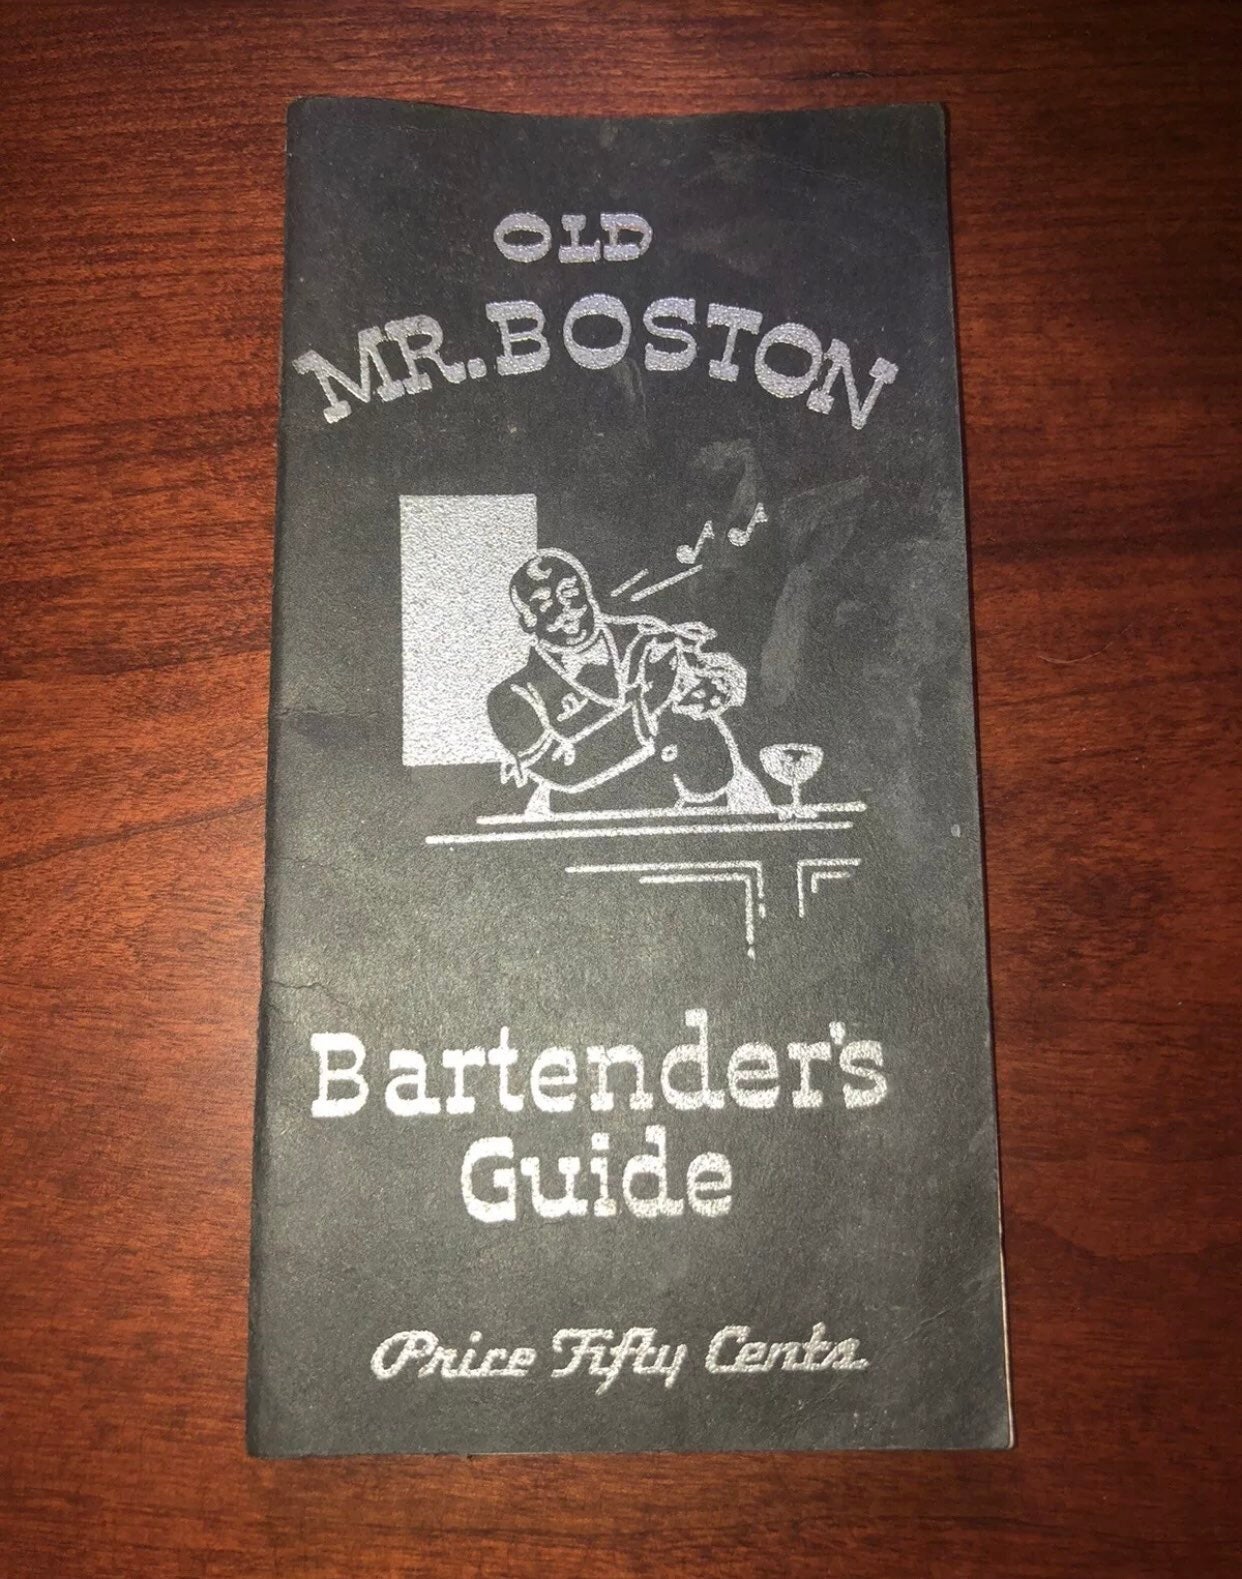 OLD
MR. BOSTON
Bartender's
Guide
Price Fifty Cents